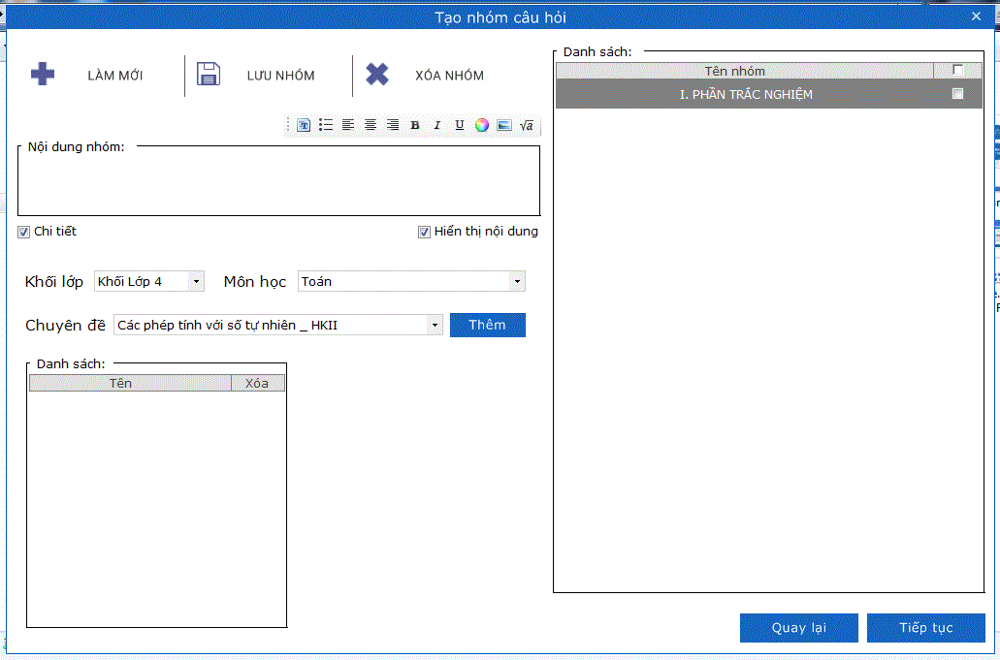 Tạo nhóm câu hỏi
LÀM MỚI
LƯU NHÓM
XÓA NHÓM
B I U √a
Nội dung nhóm:
Chi tiết
Hiển thị nội dung
Khối lớp
Khối Lớp 4
Môn học
Toán
Chuyên đề
Các phép tính với số tự nhiên _ HKII
Thêm
Danh sách:
Tên
Xóa
Danh sách:
Tên nhóm
I. PHẦN TRẮC NGHIỆM
Quay lại
Tiếp tục